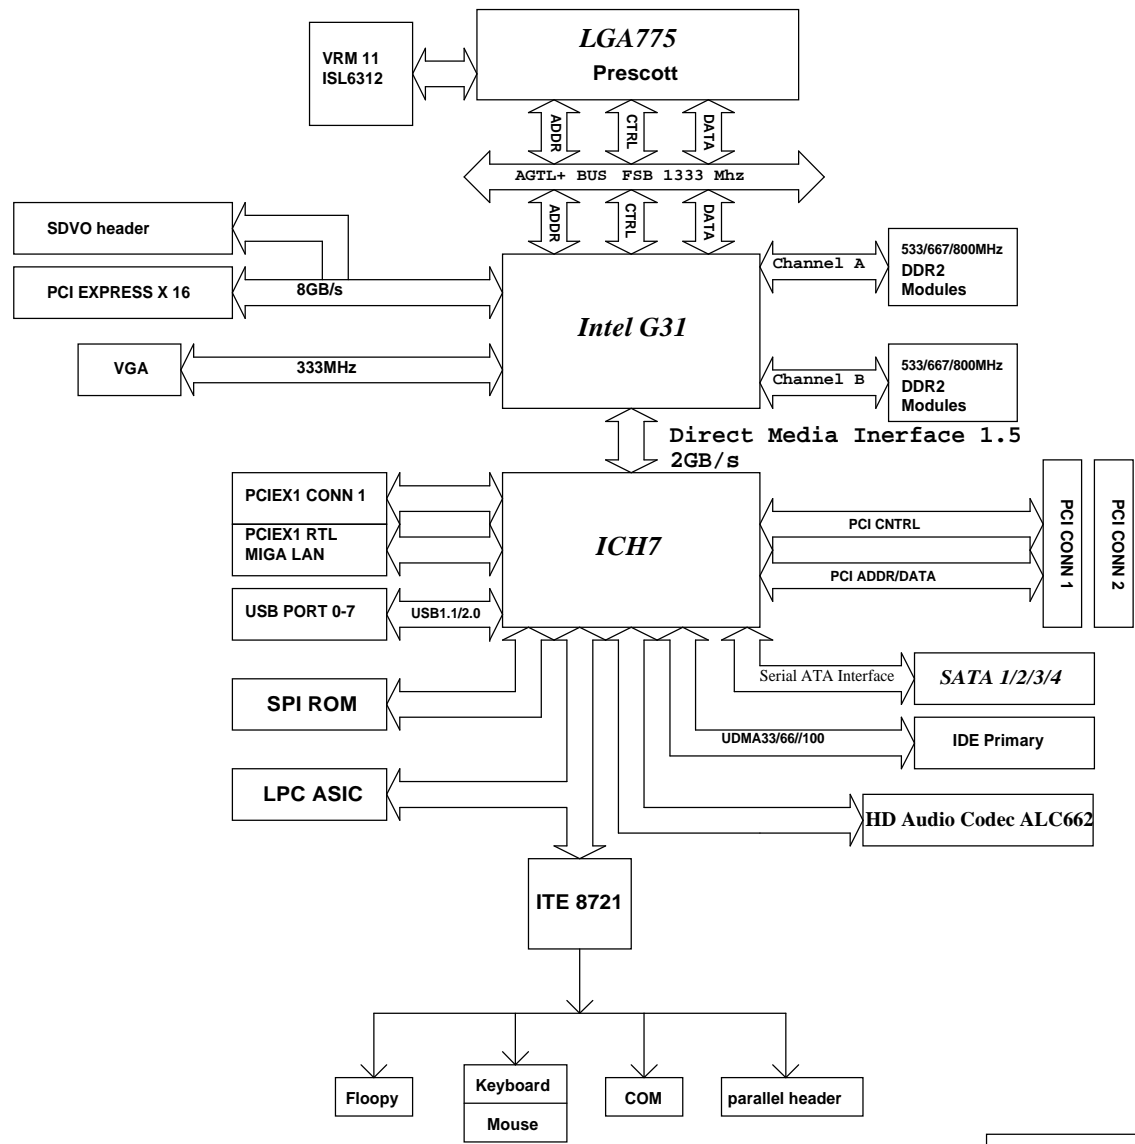 LGA775
Prescott
VRM 11
ISL6312
ADDR
CTRL
DATA
AGTL+ BUS FSB 1333 Mhz
ADDR
CTRL
DATA
SDVO header
PCI EXPRESS X 16
8GB/s
Intel G31
Channel A
533/667/800MHz
DDR2
Modules
VGA
333MHz
Channel B
533/667/800MHz
DDR2
Modules
Direct Media Inerface 1.5
2GB/s
PCIEX1 CONN 1
PCIEX1 RTL
MIGA LAN
ICH7
PCI CNTRL
PCI ADDR/DATA
PCI CONN 1
PCI CONN 2
USB PORT 0-7
USB1.1/2.0
Serial ATA Interface
SATA 1/2/3/4
SPI ROM
UDMA33/66//100
IDE Primary
LPC ASIC
HD Audio Codec ALC662
ITE 8721
Floopy
Keyboard
Mouse
COM
parallel header